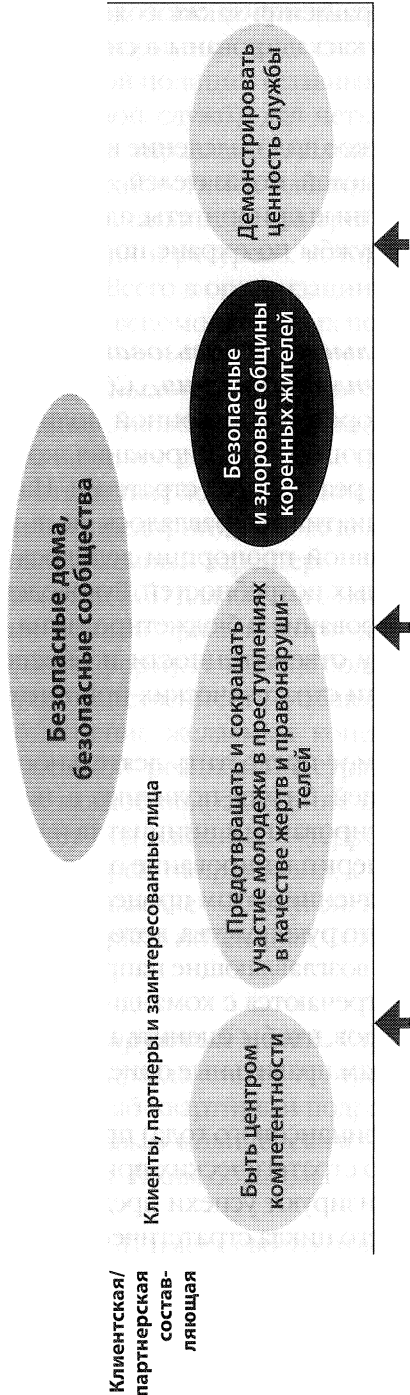 Безопасные дома,
безопасные сообщества
Клиентская/
партнерская
состав-
ляющая
Клиенты, партнеры и заинтересованные лица
Быть центром
компетентности
Предотвращать и сокращать
участие молодежи в преступлениях
в качестве жертв и правонаруши-
телей
Безопасные
и здоровые общины
коренных жителей
Демонстрировать
ценность службы